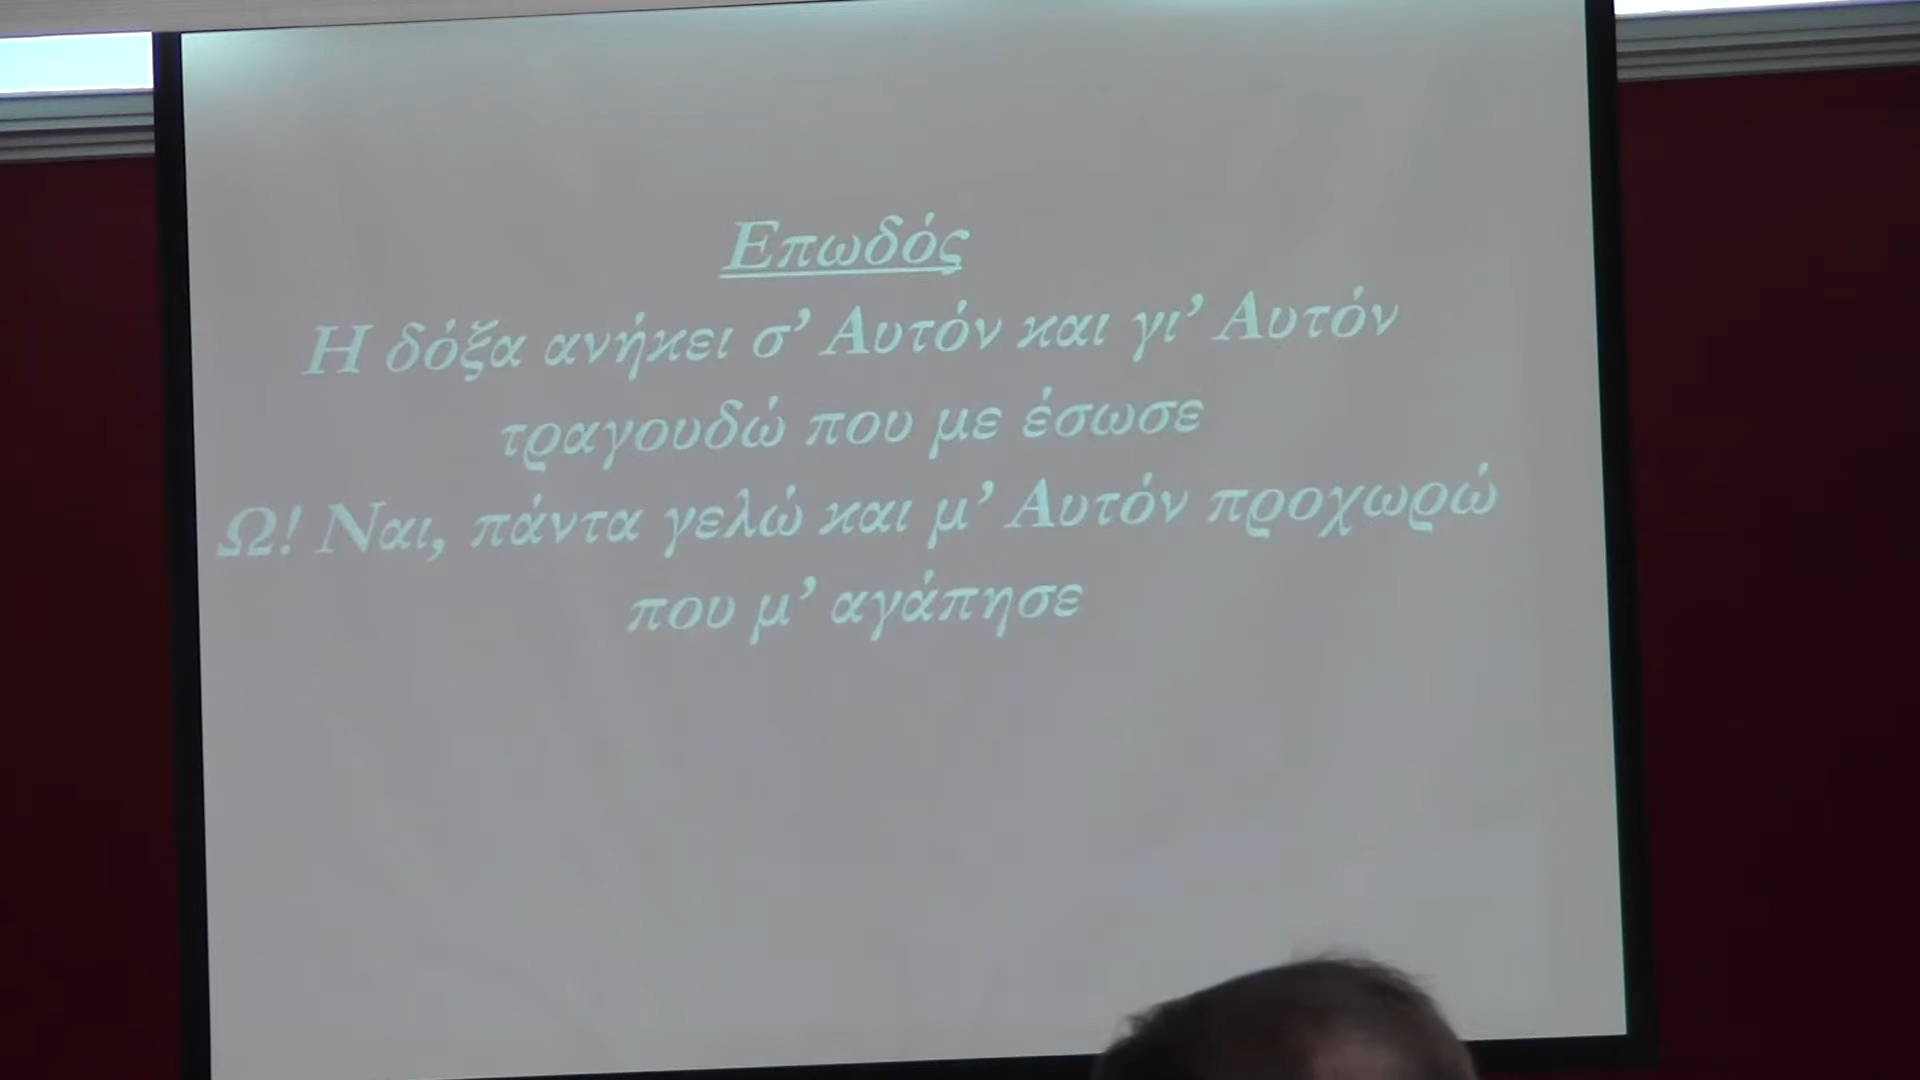 Επωδός
Η δόξα ανήκει σ' Αυτόν και γι' Αυτόν
τραγουδώ που με έσωσε
Ω! Ναι, πάντα γελώ και μ' Αυτόν προχωρώ
που μ' αγάπησε